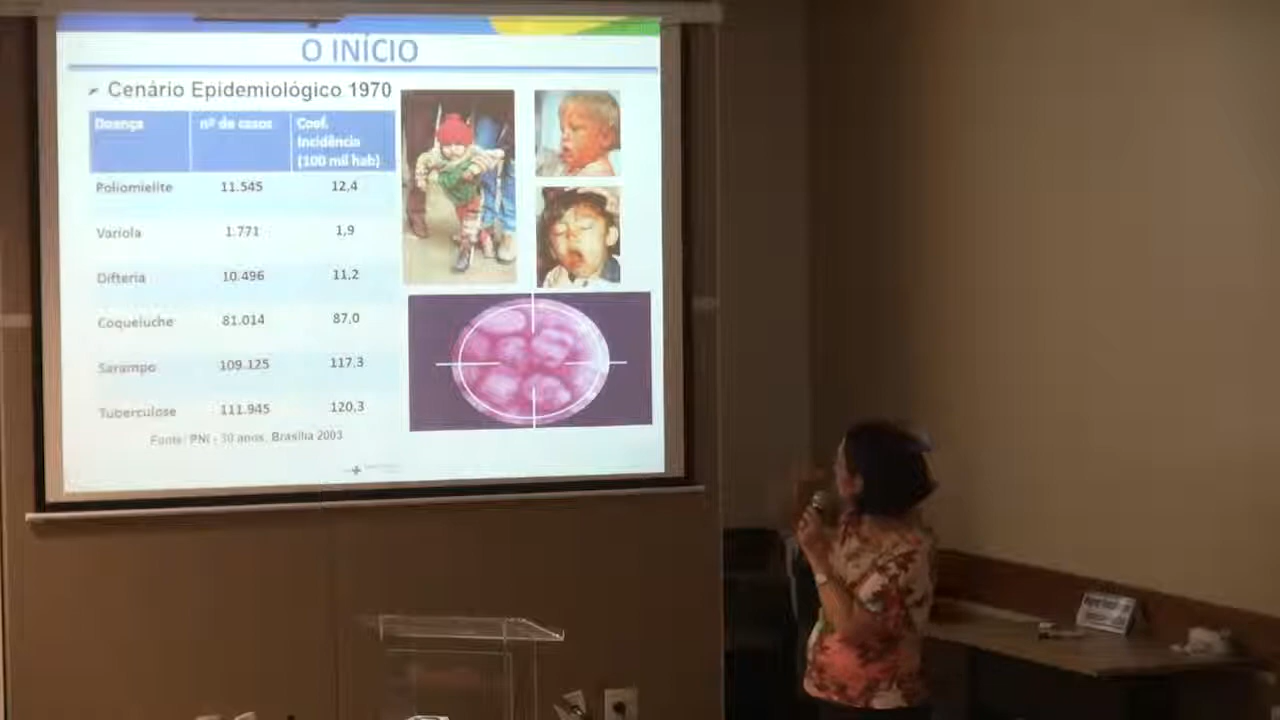 O INÍCIO
Cenário Epidemiológico 1970
Doença nº de casos Coef. Incidência (100 mil hab)
Poliomielite 11.545 12,4
Varíola 1.771 1,9
Difteria 10.496 11,2
Coqueluche 81.014 87,0
Sarampo 109.125 117,3
Tuberculose 111.945 120,3
Fonte: PNI - 30 anos, Brasília 2003